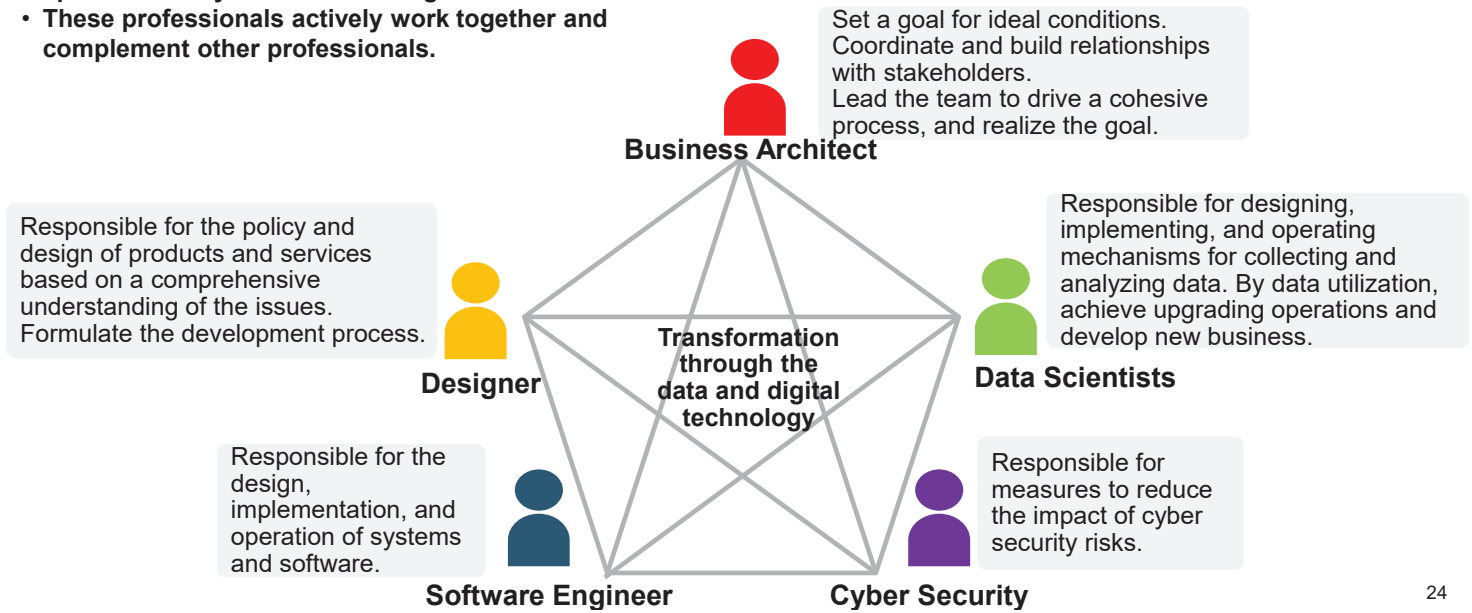 • These professionals actively work together and
complement other professionals.
Set a goal for ideal conditions.
Coordinate and build relationships
with stakeholders.
Lead the team to drive a cohesive
process, and realize the goal.
Business Architect
Responsible for the policy and
design of products and services
based on a comprehensive
understanding of the issues.
Formulate the development process.
Designer
Responsible for designing,
implementing, and operating
mechanisms for collecting and
analyzing data. By data utilization,
achieve upgrading operations and
develop new business.
Data Scientists
Transformation
through the
data and digital
technology
Responsible for the
design,
implementation, and
operation of systems
and software.
Software Engineer
Responsible for
measures to reduce
the impact of cyber
security risks.
Cyber Security
24